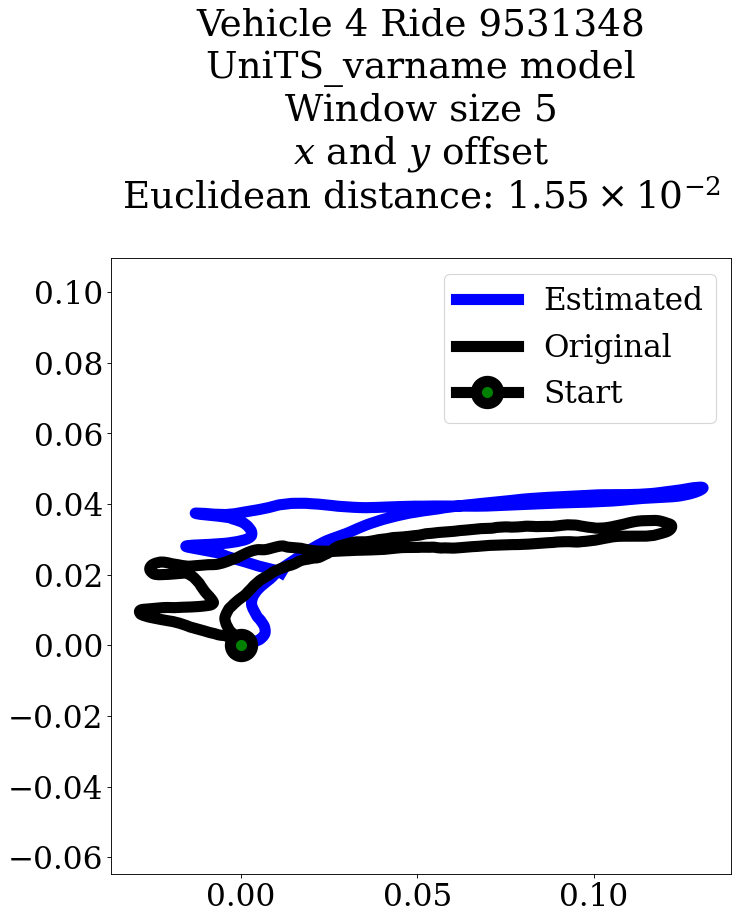 Vehicle 4 Ride 9531348
UniTS_varname model
Window size 5
x and y offset
Euclidean distance: 1.55 × 10⁻²
Estimated
Original
Start
0.10
0.08
0.06
0.04
0.02
0.00
−0.02
−0.04
−0.06
0.00 0.05 0.10